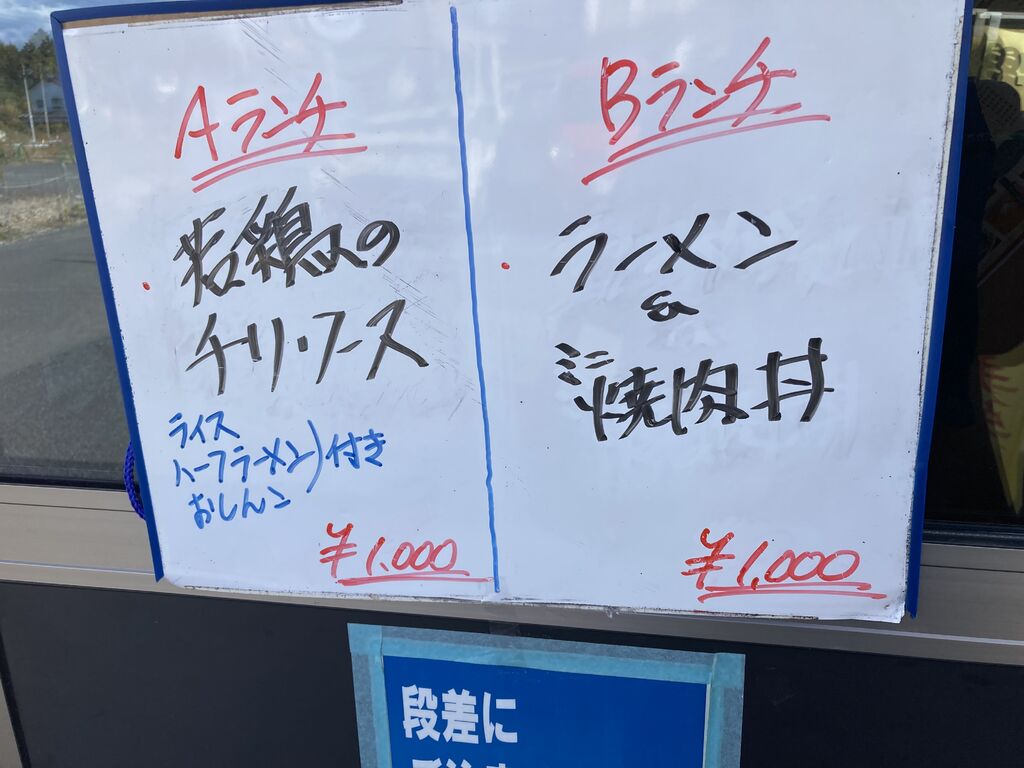 Aランチ
若鶏の
チリ・ソース
ライス
ハーフラーメン)付き
おしんこ
¥1.000
Bランチ
ラーメン
&
ミニ焼肉丼
¥1.000
段差に